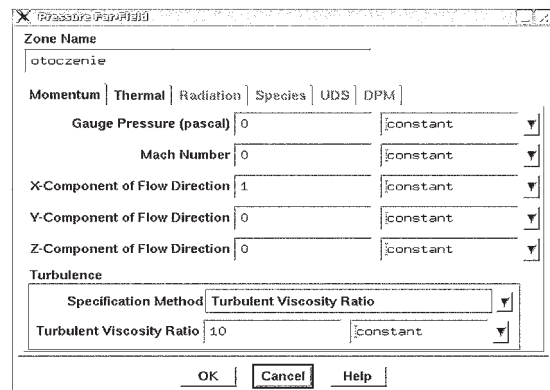 Pressure Far-Field
Zone Name
otoczenie
Momentum Thermal Radiation Species UDS DPM
Gauge Pressure (pascal) 0 constant
Mach Number 0 constant
X-Component of Flow Direction 1 constant
Y-Component of Flow Direction 0 constant
Z-Component of Flow Direction 0 constant
Turbulence
Specification Method Turbulent Viscosity Ratio
Turbulent Viscosity Ratio 10 constant
OK Cancel Help